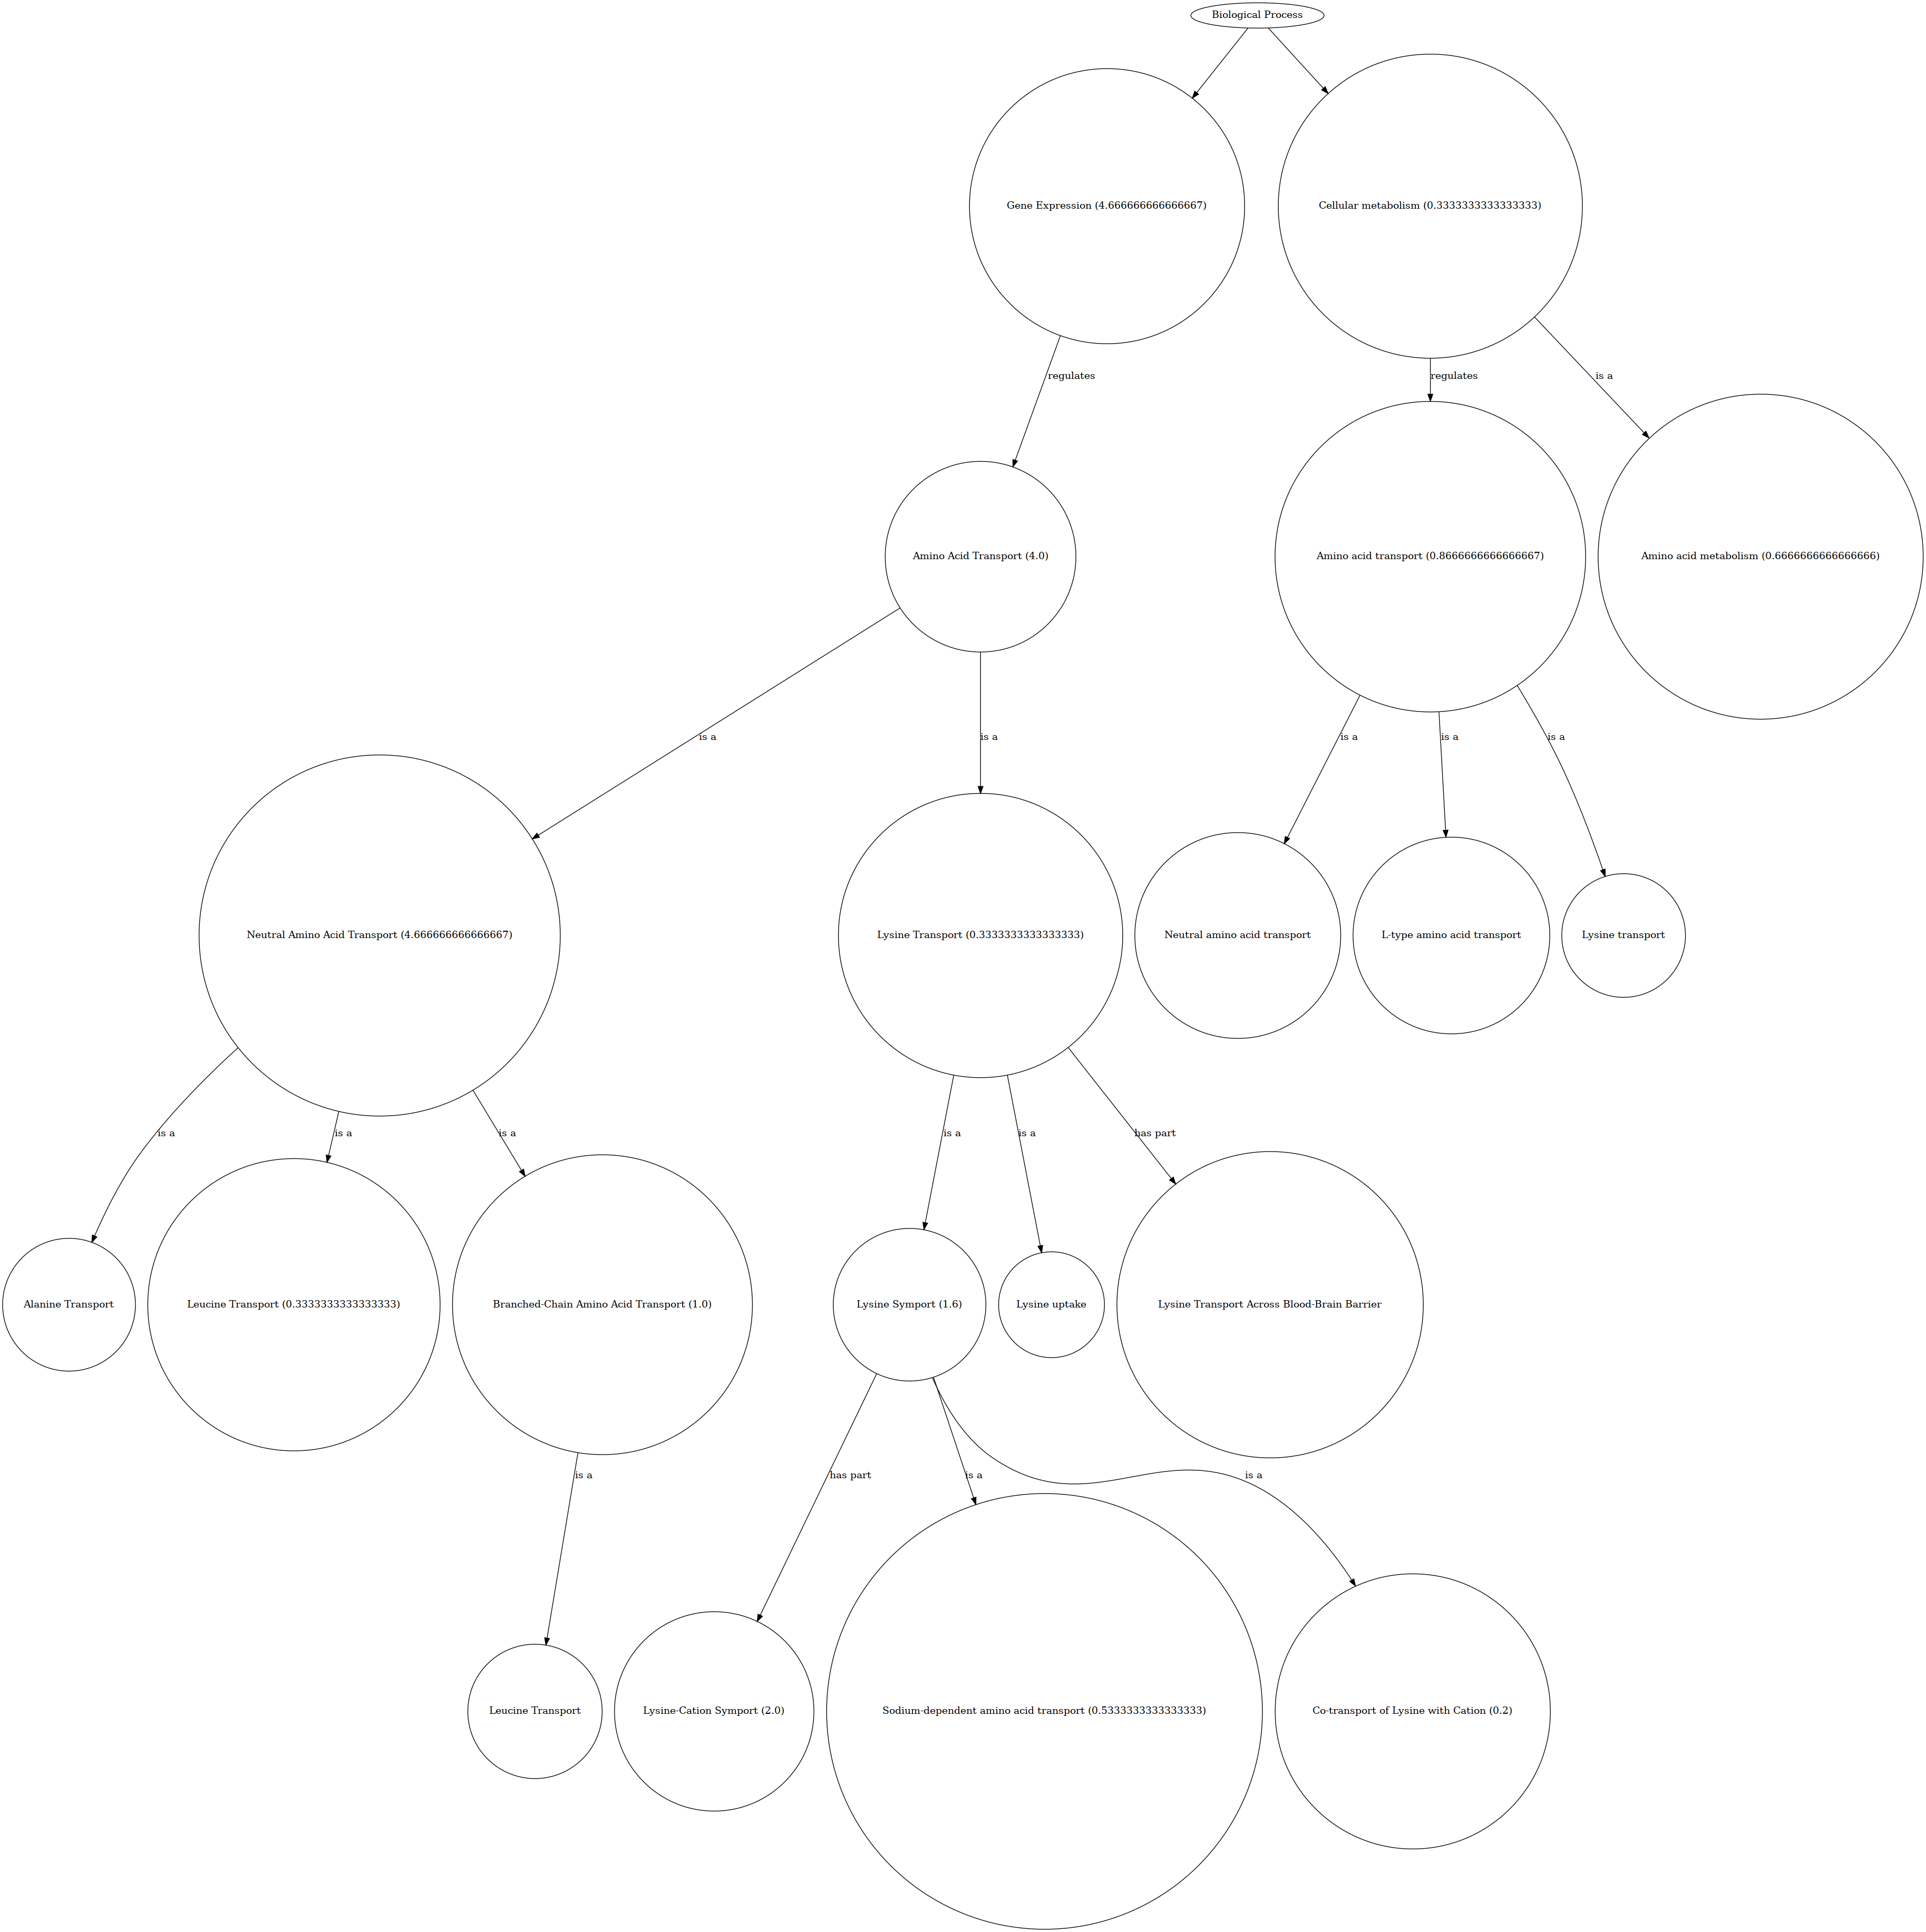 Biological Process
Gene Expression (4.666666666666667)
Cellular metabolism (0.3333333333333333)
regulates
regulates
is a
Amino Acid Transport (4.0)
Amino acid transport (0.8666666666666667)
Amino acid metabolism (0.6666666666666666)
is a
is a
is a
is a
is a
Neutral Amino Acid Transport (4.666666666666667)
Lysine Transport (0.3333333333333333)
Neutral amino acid transport
L-type amino acid transport
Lysine transport
is a
is a
is a
is a
is a
has part
Alanine Transport
Leucine Transport (0.3333333333333333)
Branched-Chain Amino Acid Transport (1.0)
Lysine Symport (1.6)
Lysine uptake
Lysine Transport Across Blood-Brain Barrier
is a
has part
is a
is a
Leucine Transport
Lysine-Cation Symport (2.0)
Sodium-dependent amino acid transport (0.5333333333333333)
Co-transport of Lysine with Cation (0.2)